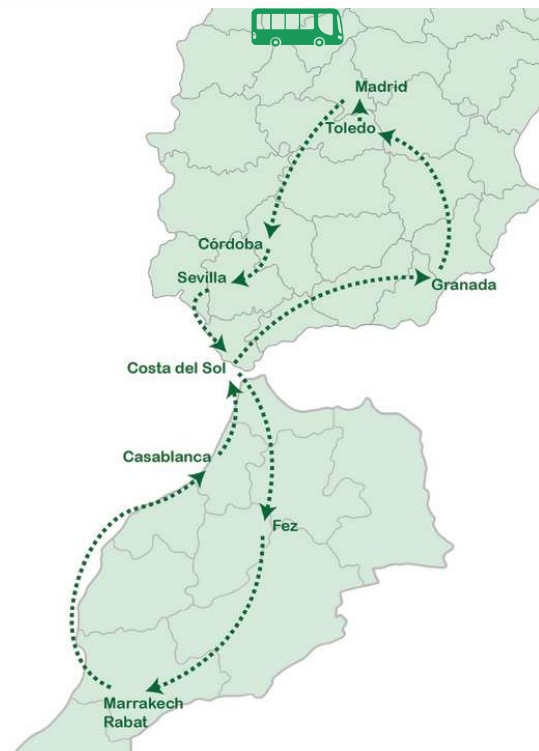 Madrid
Toledo
Córdoba
Sevilla
Granada
Costa del Sol
Casablanca
Fez
Marrakech
Rabat